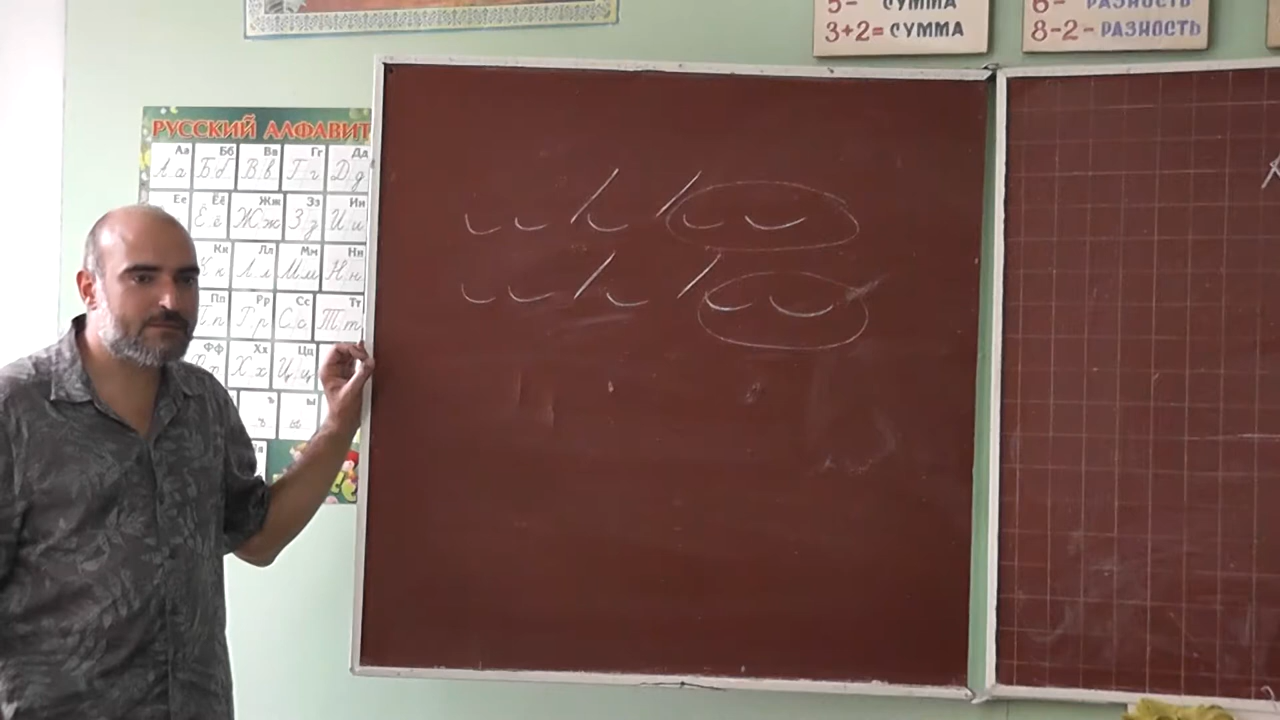 5- СУММА
3+2= СУММА
6- РАЗНОСТЬ
8-2- РАЗНОСТЬ
РУССКИЙ АЛФАВИТ
Аа Бб Вв Гг Дд
А а Б б В в Г г Д д
Ее Ёё Жж Зз Ии
Ё ё Ж ж З з И и
Кк Лл Мм Нн
К к Л л М м Н н
Пп Рр Сс Тт
П п Р р С с Т т
Фф Хх Цц
Ф ф Х х Ц ц
ъ ы
ъ ы